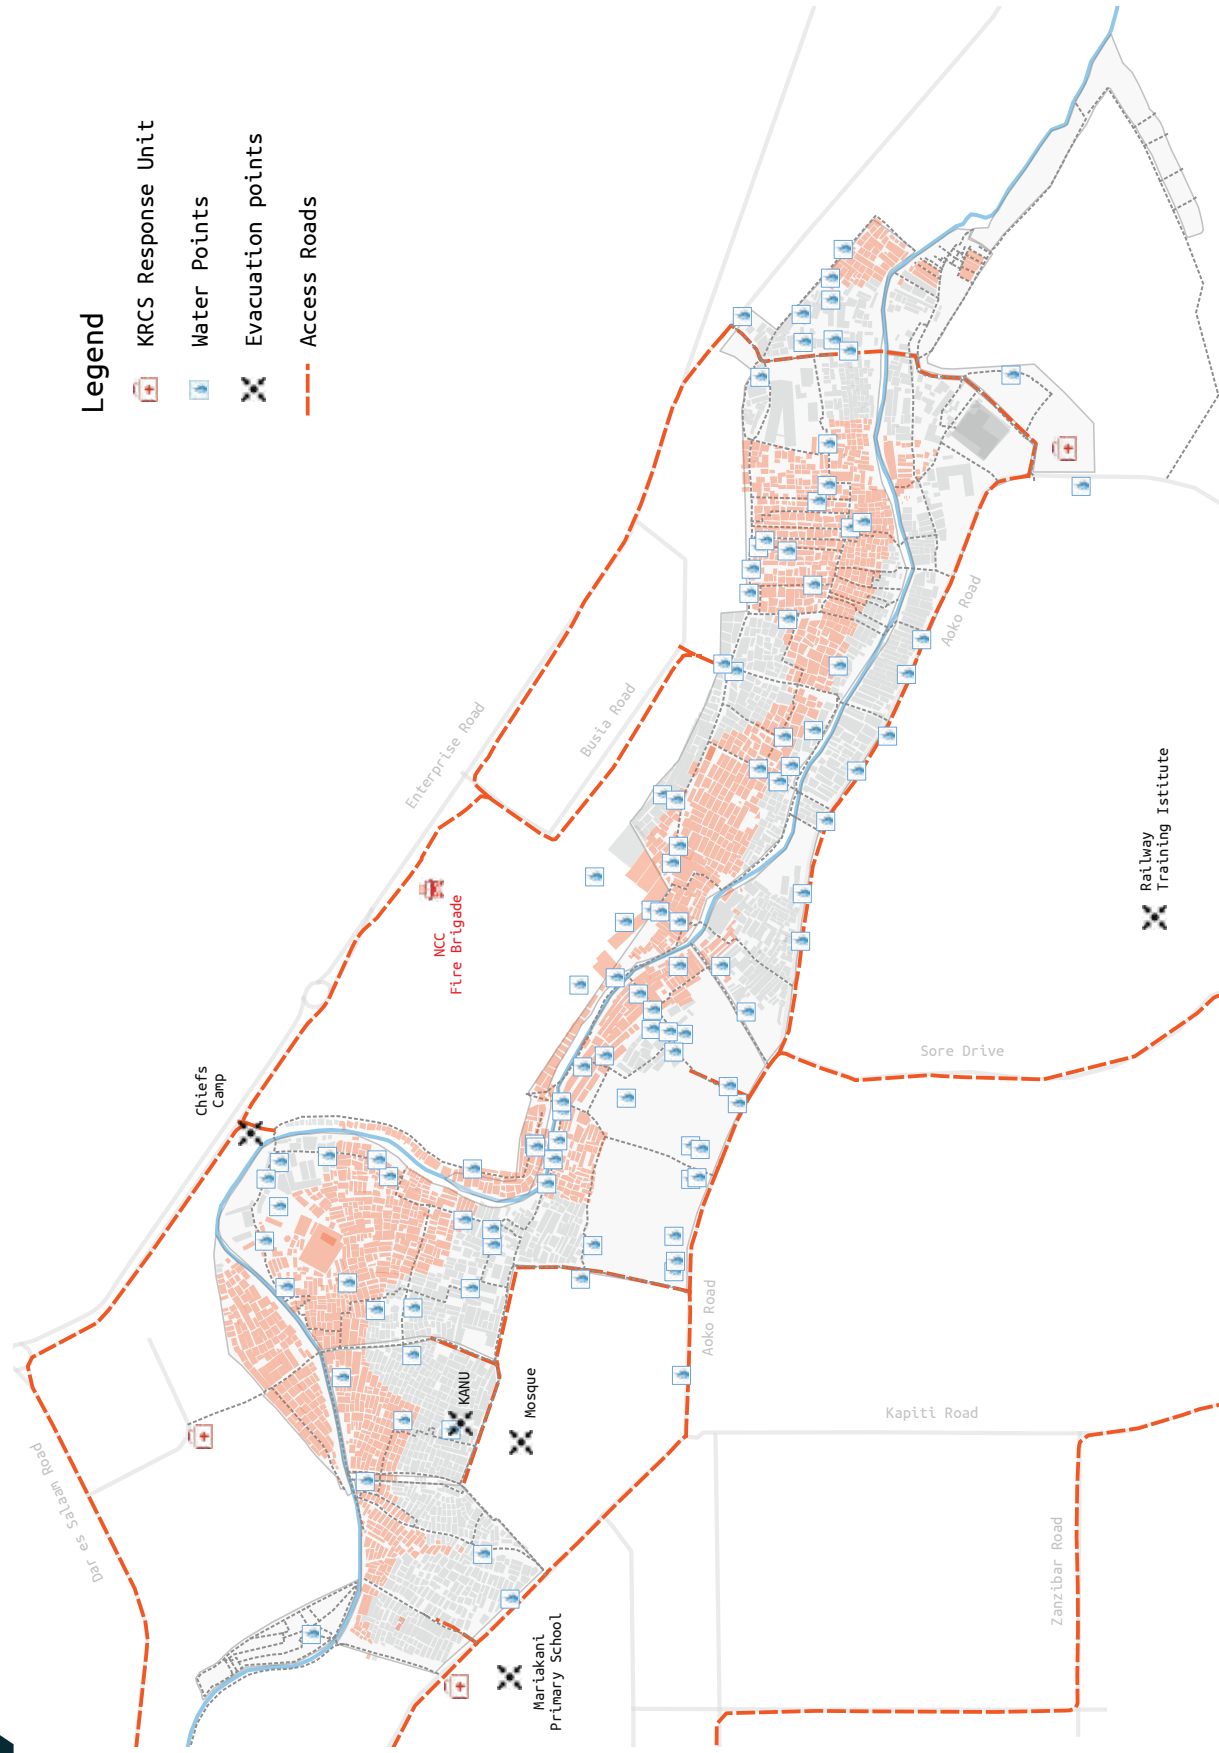 Legend
KRCS Response Unit
Water Points
Evacuation points
Access Roads
Enterprise Road
Busia Road
Aoko Road
NCC
Fire Brigade
Chiefs
Camp
Railway
Training Istitute
Sore Drive
Dar es Salaam Road
KANU
Mosque
Aoko Road
Kapiti Road
Zanzibar Road
Mariakani
Primary School